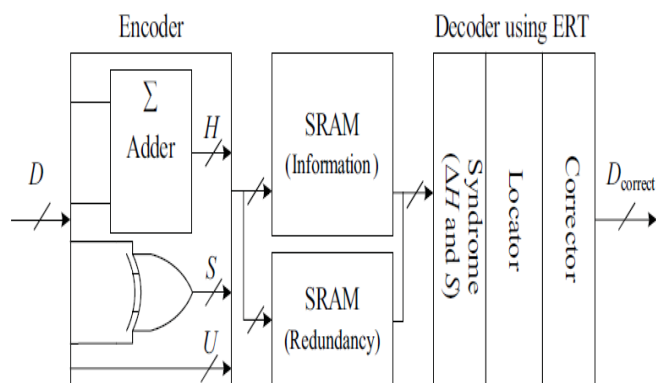 Encoder
Decoder using ERT
Σ
Adder
H
D
S
U
SRAM
(Information)
SRAM
(Redundancy)
Syndrome
(ΔH and S)
Locator
Corrector
Dcorrect